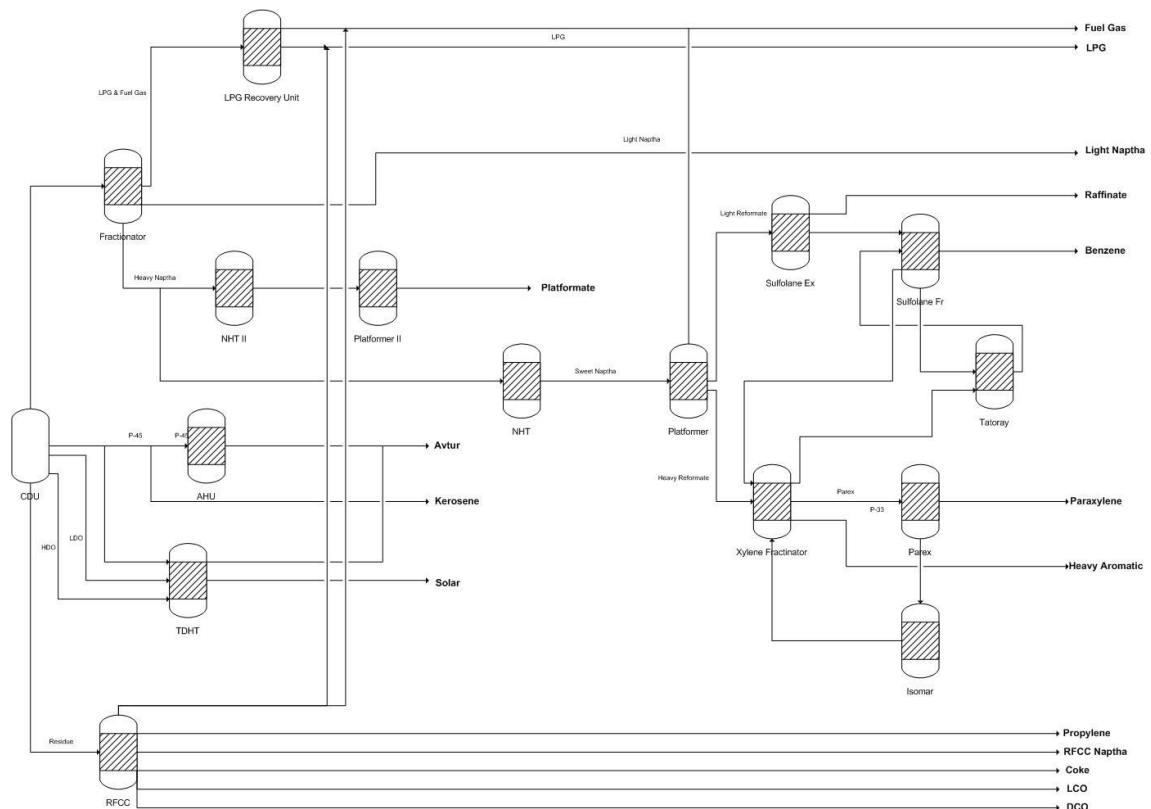 Fuel Gas
LPG
LPG
LPG & Fuel Gas
LPG Recovery Unit
Light Naptha
Light Naptha
Fractionator
Raffinate
Light Reformate
Benzene
Sulfolane Ex
Sulfolane Fr
Heavy Naptha
Platformate
NHT II
Platformer II
Sweet Naptha
NHT
Platformer
Tatoray
P-45
P-45
Avtur
CDU
AHU
Kerosene
Heavy Reformate
Parex
P-33
Paraxylene
Xylene Fractinator
Parex
HDO
LDO
Heavy Aromatic
Solar
TDHT
Isomar
Residue
Propylene
RFCC Naptha
Coke
LCO
DCO
RFCC